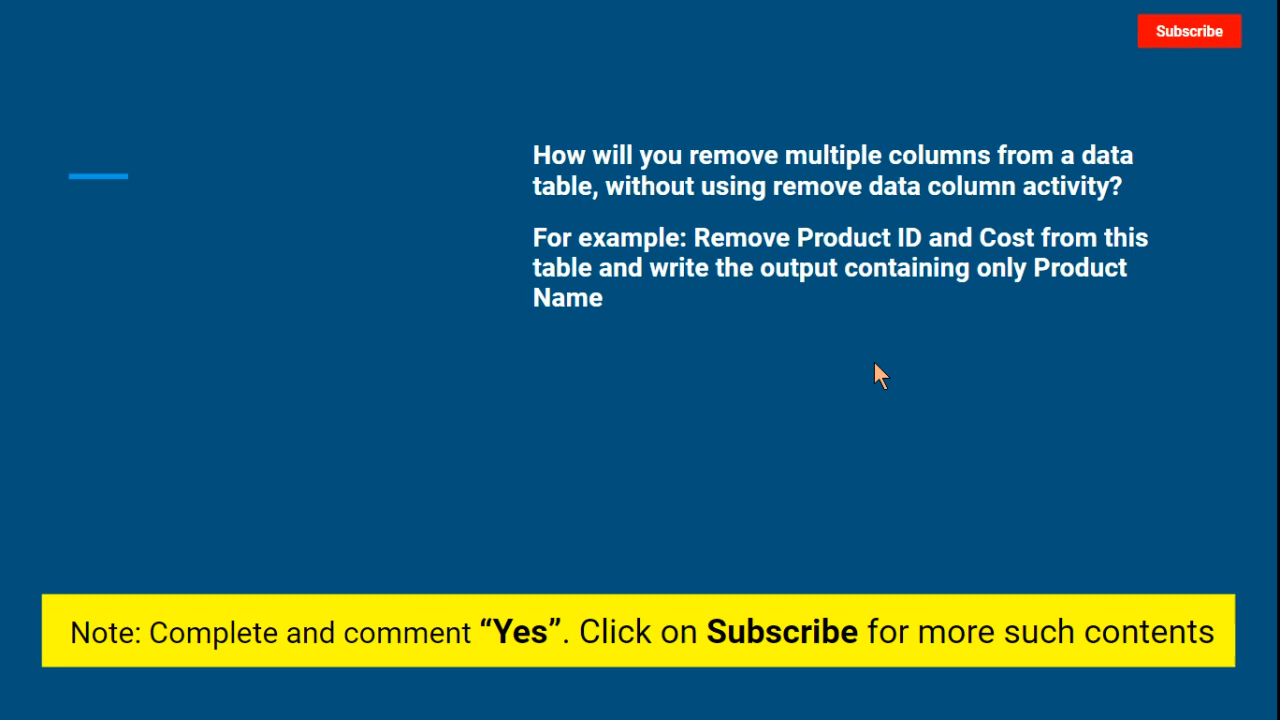 Subscribe
How will you remove multiple columns from a data
table, without using remove data column activity?
For example: Remove Product ID and Cost from this
table and write the output containing only Product
Name
Note: Complete and comment “Yes”. Click on Subscribe for more such contents